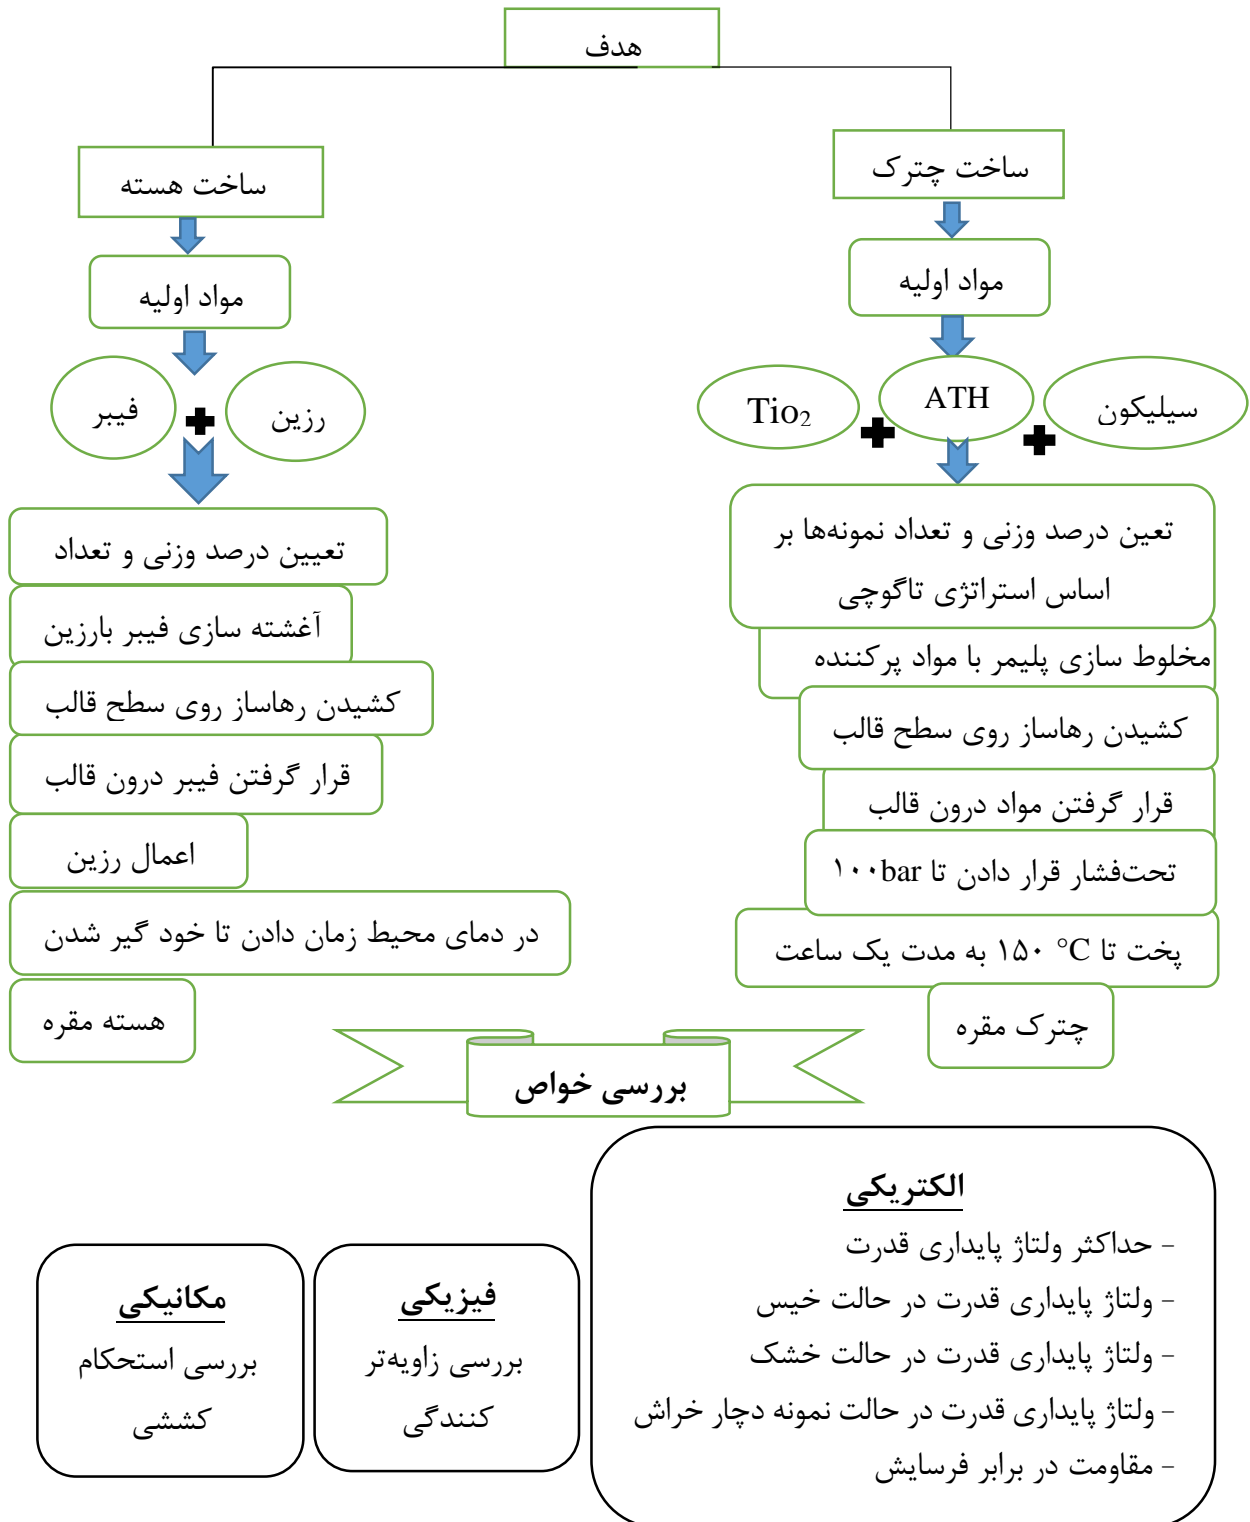 هدف
ساخت چترک
ساخت هسته
مواد اولیه
مواد اولیه
سیلیکون
ATH
Tio₂
رزین
فیبر
تعین درصد وزنی و تعداد نمونه‌ها بر
اساس استراتژی تاگوچی
مخلوط سازی پلیمر با مواد پرکننده
کشیدن رهاساز روی سطح قالب
قرار گرفتن مواد درون قالب
تحت‌فشار قرار دادن تا ۱۰۰bar
پخت تا ۱۵۰ °C به مدت یک ساعت
چترک مقره
تعیین درصد وزنی و تعداد
آغشته سازی فیبر بارزین
کشیدن رهاساز روی سطح قالب
قرار گرفتن فیبر درون قالب
اعمال رزین
در دمای محیط زمان دادن تا خود گیر شدن
هسته مقره
بررسی خواص
الکتریکی
- حداکثر ولتاژ پایداری قدرت
- ولتاژ پایداری قدرت در حالت خیس
- ولتاژ پایداری قدرت در حالت خشک
- ولتاژ پایداری قدرت در حالت نمونه دچار خراش
- مقاومت در برابر فرسایش
فیزیکی
بررسی زاویه‌تر
کنندگی
مکانیکی
بررسی استحکام
کششی